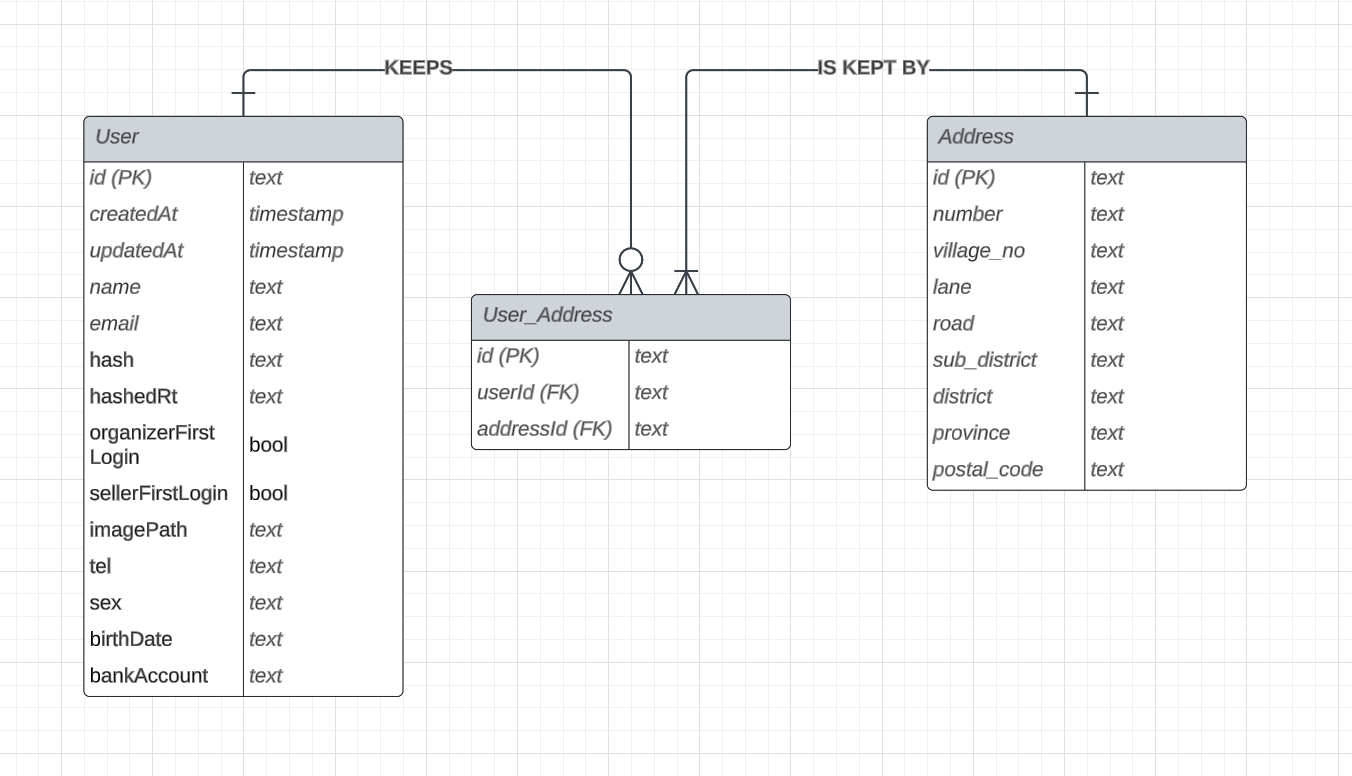 KEEPS
IS KEPT BY
User
id (PK) text
createdAt timestamp
updatedAt timestamp
name text
email text
hash text
hashedRt text
organizerFirst
Login bool
sellerFirstLogin bool
imagePath text
tel text
sex text
birthDate text
bankAccount text
User_Address
id (PK) text
userId (FK) text
addressId (FK) text
Address
id (PK) text
number text
village_no text
lane text
road text
sub_district text
district text
province text
postal_code text